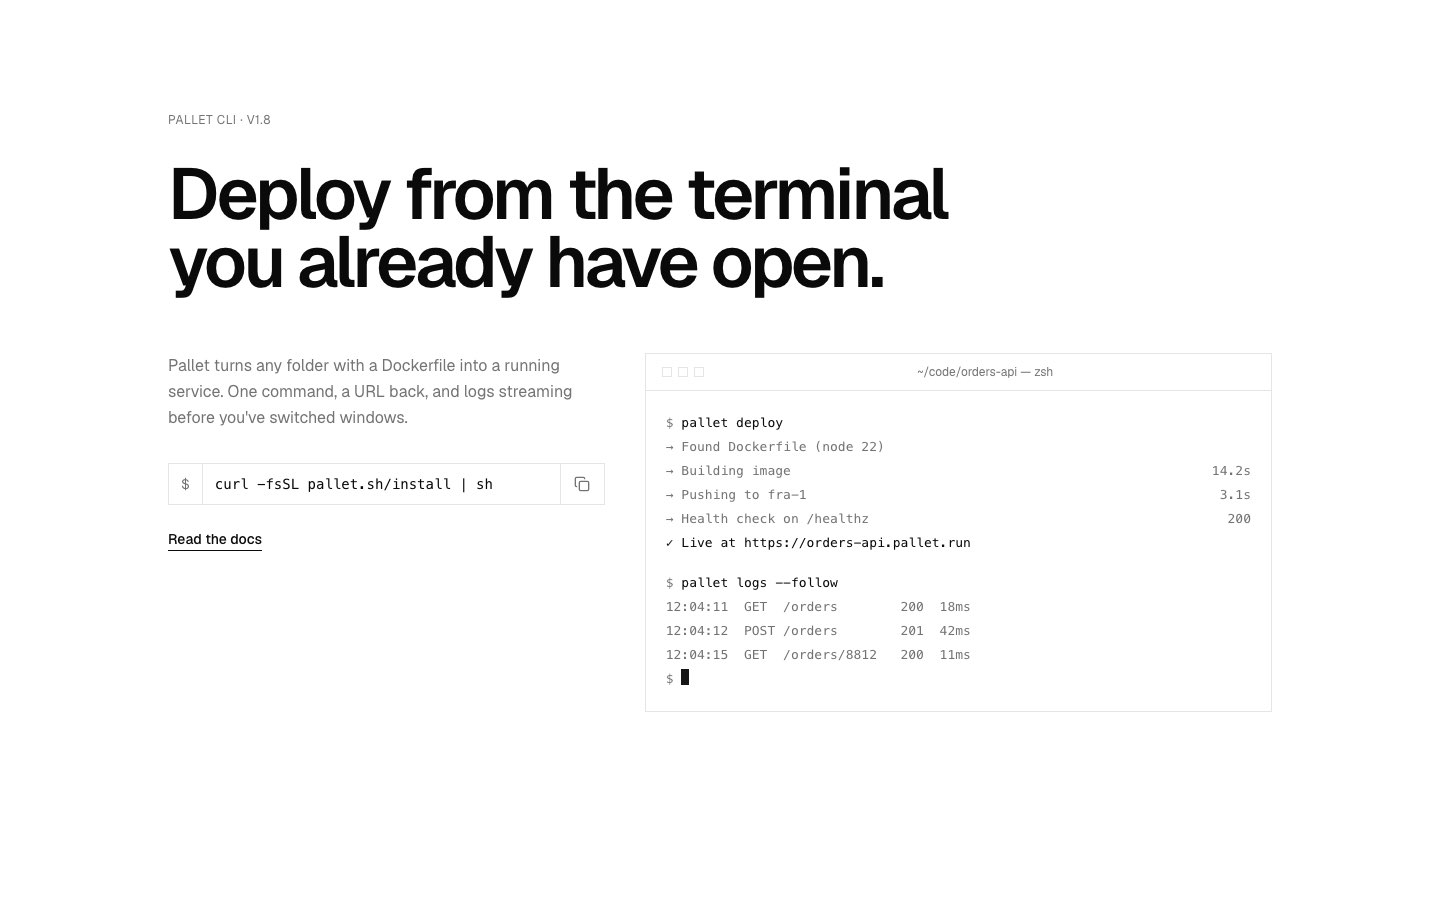 PALLET CLI · V1.8
Deploy from the terminal
you already have open.
Pallet turns any folder with a Dockerfile into a running
service. One command, a URL back, and logs streaming
before you've switched windows.
$ curl -fsSL pallet.sh/install | sh
Read the docs
~/code/orders-api — zsh
$ pallet deploy
→ Found Dockerfile (node 22)
→ Building image 14.2s
→ Pushing to fra-1 3.1s
→ Health check on /healthz 200
✓ Live at https://orders-api.pallet.run
$ pallet logs --follow
12:04:11 GET /orders 200 18ms
12:04:12 POST /orders 201 42ms
12:04:15 GET /orders/8812 200 11ms
$